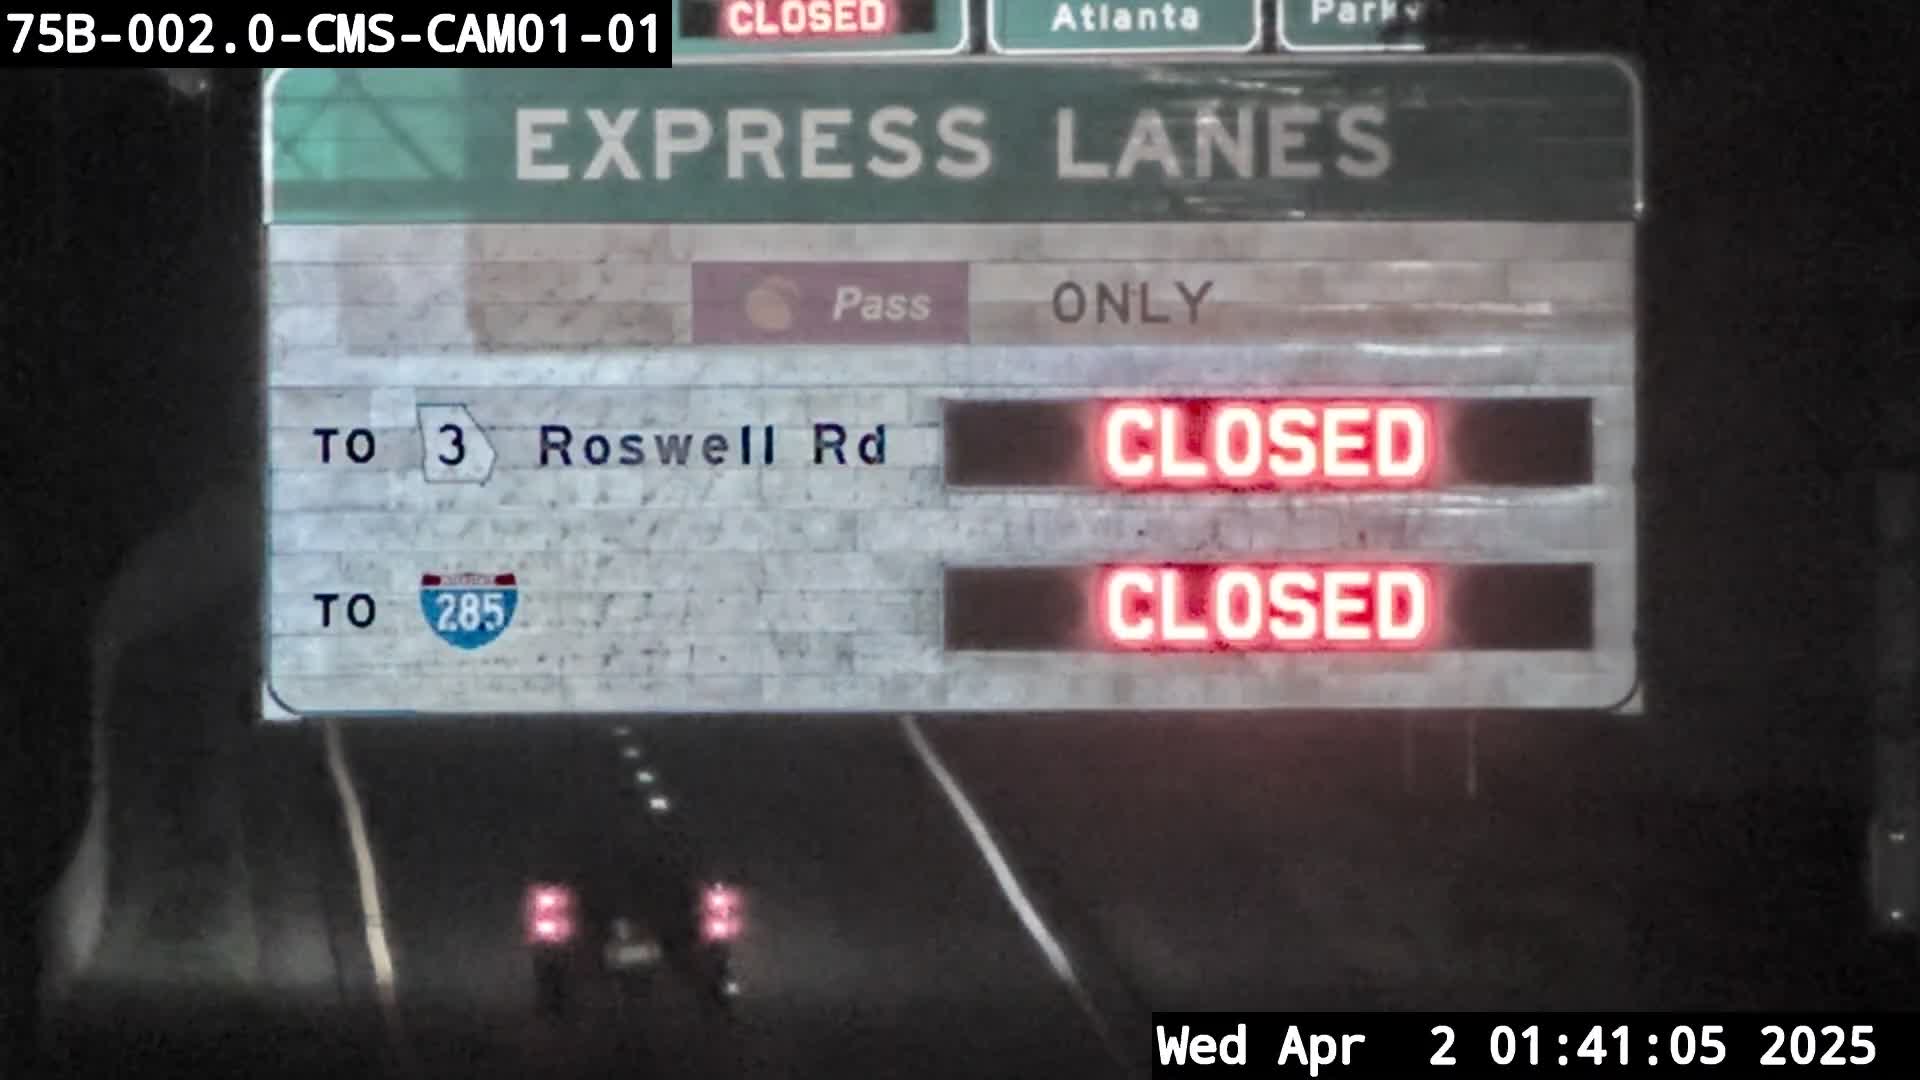 75B-002.0-CMS-CAM01-01
CLOSED
Atlanta
EXPRESS LANES
Pass ONLY
TO 3 Roswell Rd CLOSED
TO 285 CLOSED
Wed Apr 2 01:41:05 2025